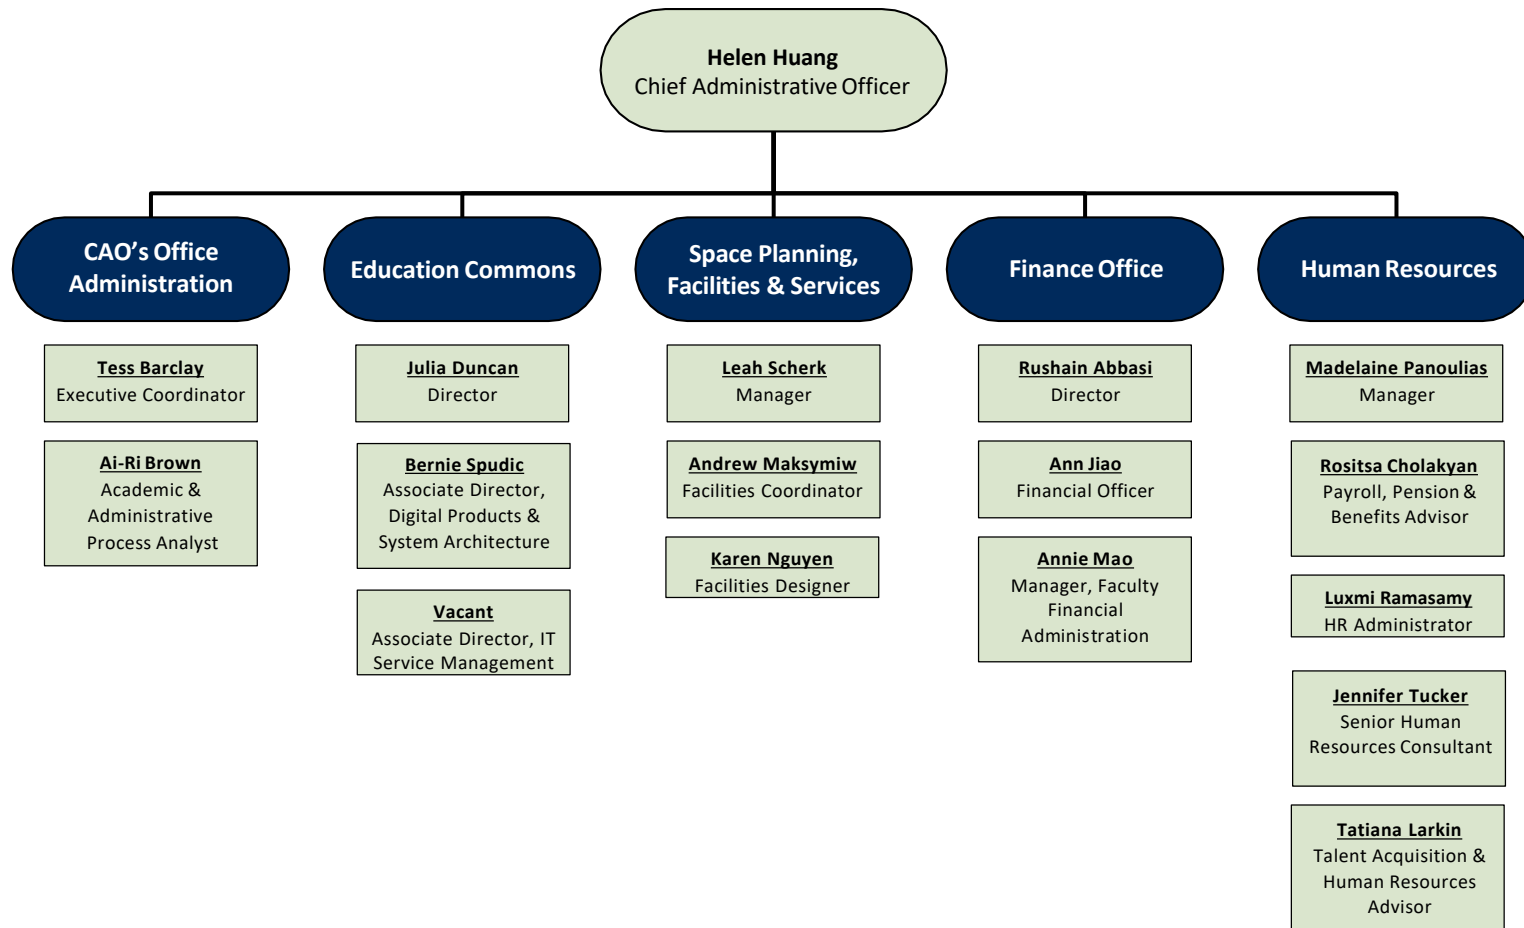 Helen Huang
Chief Administrative Officer
CAO’s Office
Administration
Education Commons
Space Planning,
Facilities & Services
Finance Office
Human Resources
Tess Barclay
Executive Coordinator
Ai-Ri Brown
Academic &
Administrative
Process Analyst
Julia Duncan
Director
Bernie Spudic
Associate Director,
Digital Products &
System Architecture
Vacant
Associate Director, IT
Service Management
Leah Scherk
Manager
Andrew Maksymiw
Facilities Coordinator
Karen Nguyen
Facilities Designer
Rushain Abbasi
Director
Ann Jiao
Financial Officer
Annie Mao
Manager, Faculty
Financial
Administration
Madelaine Panoulias
Manager
Rositsa Cholakyan
Payroll, Pension &
Benefits Advisor
Luxmi Ramasamy
HR Administrator
Jennifer Tucker
Senior Human
Resources Consultant
Tatiana Larkin
Talent Acquisition &
Human Resources
Advisor